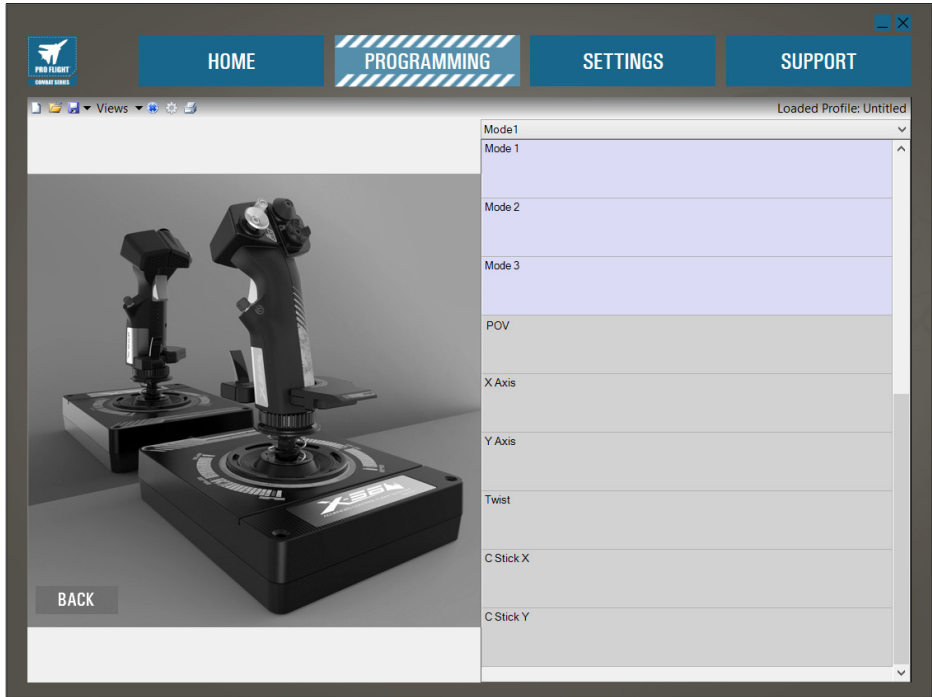 PRO FLIGHT
COMBAT SERIES
HOME
PROGRAMMING
SETTINGS
SUPPORT
Views
Loaded Profile: Untitled
Mode1
Mode 1
Mode 2
Mode 3
POV
X Axis
Y Axis
Twist
C Stick X
C Stick Y
BACK